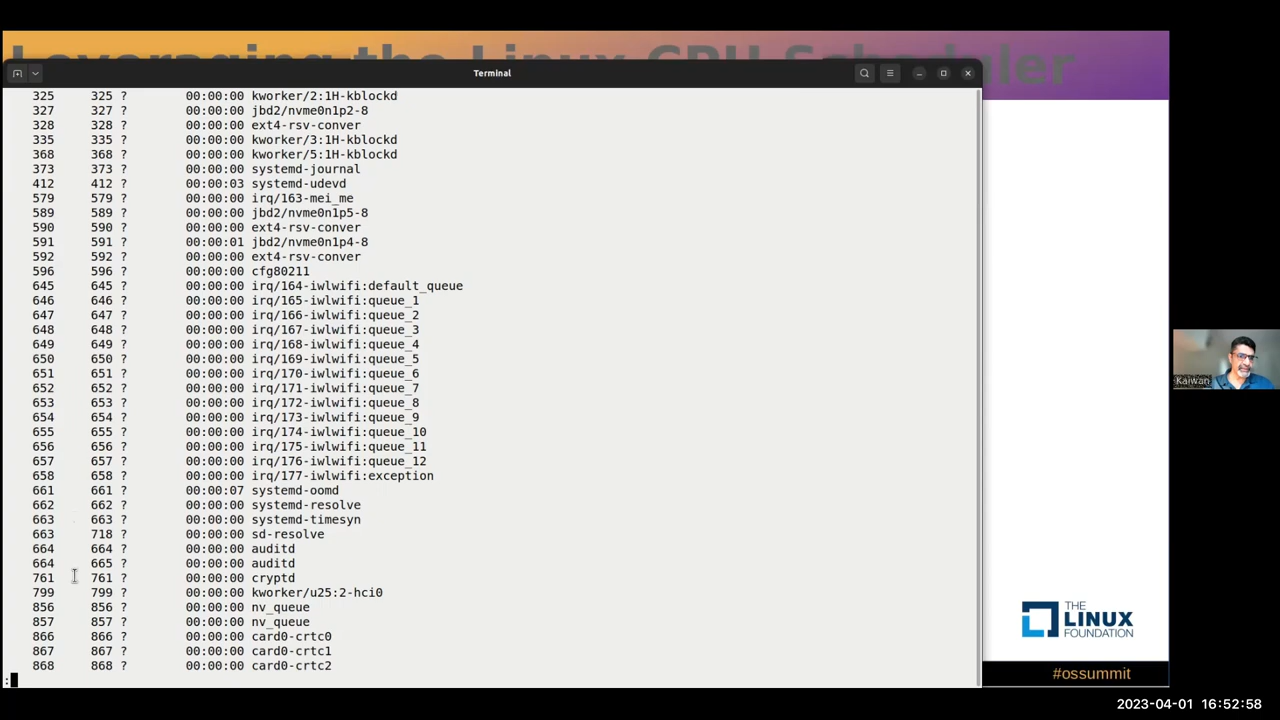 Leveraging the Linux CPU Scheduler
Terminal
325 325 ? 00:00:00 kworker/2:1H-kblockd
327 327 ? 00:00:00 jbd2/nvme0n1p2-8
328 328 ? 00:00:00 ext4-rsv-conver
335 335 ? 00:00:00 kworker/3:1H-kblockd
368 368 ? 00:00:00 kworker/5:1H-kblockd
373 373 ? 00:00:00 systemd-journal
412 412 ? 00:00:03 systemd-udevd
579 579 ? 00:00:00 irq/163-mei_me
589 589 ? 00:00:00 jbd2/nvme0n1p5-8
590 590 ? 00:00:00 ext4-rsv-conver
591 591 ? 00:00:01 jbd2/nvme0n1p4-8
592 592 ? 00:00:00 ext4-rsv-conver
596 596 ? 00:00:00 cfg80211
645 645 ? 00:00:00 irq/164-iwlwifi:default_queue
646 646 ? 00:00:00 irq/165-iwlwifi:queue_1
647 647 ? 00:00:00 irq/166-iwlwifi:queue_2
648 648 ? 00:00:00 irq/167-iwlwifi:queue_3
649 649 ? 00:00:00 irq/168-iwlwifi:queue_4
650 650 ? 00:00:00 irq/169-iwlwifi:queue_5
651 651 ? 00:00:00 irq/170-iwlwifi:queue_6
652 652 ? 00:00:00 irq/171-iwlwifi:queue_7
653 653 ? 00:00:00 irq/172-iwlwifi:queue_8
654 654 ? 00:00:00 irq/173-iwlwifi:queue_9
655 655 ? 00:00:00 irq/174-iwlwifi:queue_10
656 656 ? 00:00:00 irq/175-iwlwifi:queue_11
657 657 ? 00:00:00 irq/176-iwlwifi:queue_12
658 658 ? 00:00:00 irq/177-iwlwifi:exception
661 661 ? 00:00:07 systemd-oomd
662 662 ? 00:00:00 systemd-resolve
663 663 ? 00:00:00 systemd-timesyn
663 718 ? 00:00:00 sd-resolve
664 664 ? 00:00:00 auditd
664 665 ? 00:00:00 auditd
761 761 ? 00:00:00 cryptd
799 799 ? 00:00:00 kworker/u25:2-hci0
856 856 ? 00:00:00 nv_queue
857 857 ? 00:00:00 nv_queue
866 866 ? 00:00:00 card0-crtc0
867 867 ? 00:00:00 card0-crtc1
868 868 ? 00:00:00 card0-crtc2
:
Kaiwan
THE
LINUX
FOUNDATION
#ossummit
2023-04-01 16:52:58